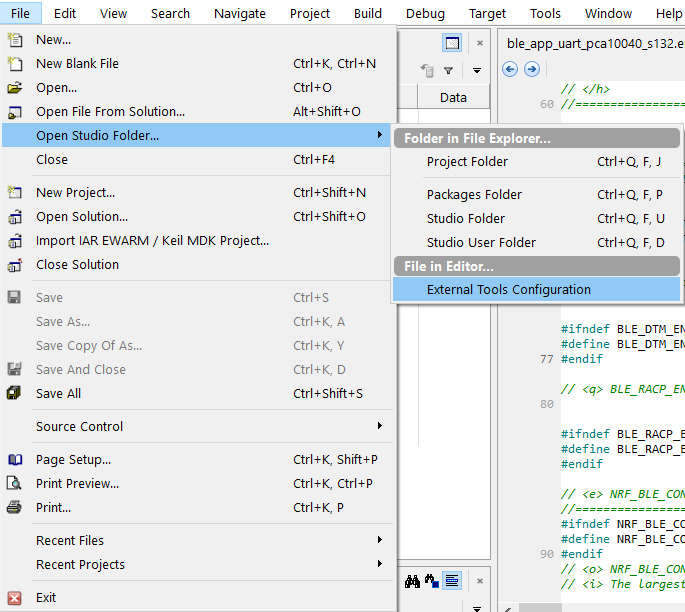 File Edit View Search Navigate Project Build Debug Target Tools Window Help
New...
New Blank File Ctrl+K, Ctrl+N
Open... Ctrl+O
Open File From Solution... Alt+Shift+O
Open Studio Folder...
Close Ctrl+F4
New Project... Ctrl+Shift+N
Open Solution... Ctrl+Shift+O
Import IAR EWARM / Keil MDK Project...
Close Solution
Save Ctrl+S
Save As... Ctrl+K, A
Save Copy Of As... Ctrl+K, Y
Save And Close Ctrl+K, D
Save All Ctrl+Shift+S
Source Control
Page Setup... Ctrl+K, Shift+P
Print Preview... Ctrl+K, Ctrl+P
Print... Ctrl+K, P
Recent Files
Recent Projects
Exit
Data
Folder in File Explorer...
Project Folder Ctrl+Q, F, J
Packages Folder Ctrl+Q, F, P
Studio Folder Ctrl+Q, F, U
Studio User Folder Ctrl+Q, F, D
File in Editor...
External Tools Configuration
ble_app_uart_pca10040_s132.e
// </h>
60 //==================
#ifndef BLE_DTM_EN
#define BLE_DTM_EN
77 #endif
// <q> BLE_RACP_EN
80
#ifndef BLE_RACP_E
#define BLE_RACP_E
#endif
// <e> NRF_BLE_CON
//==================
#ifndef NRF_BLE_CO
#define NRF_BLE_CO
90 #endif
// <o> NRF_BLE_CON
// <i> The largest